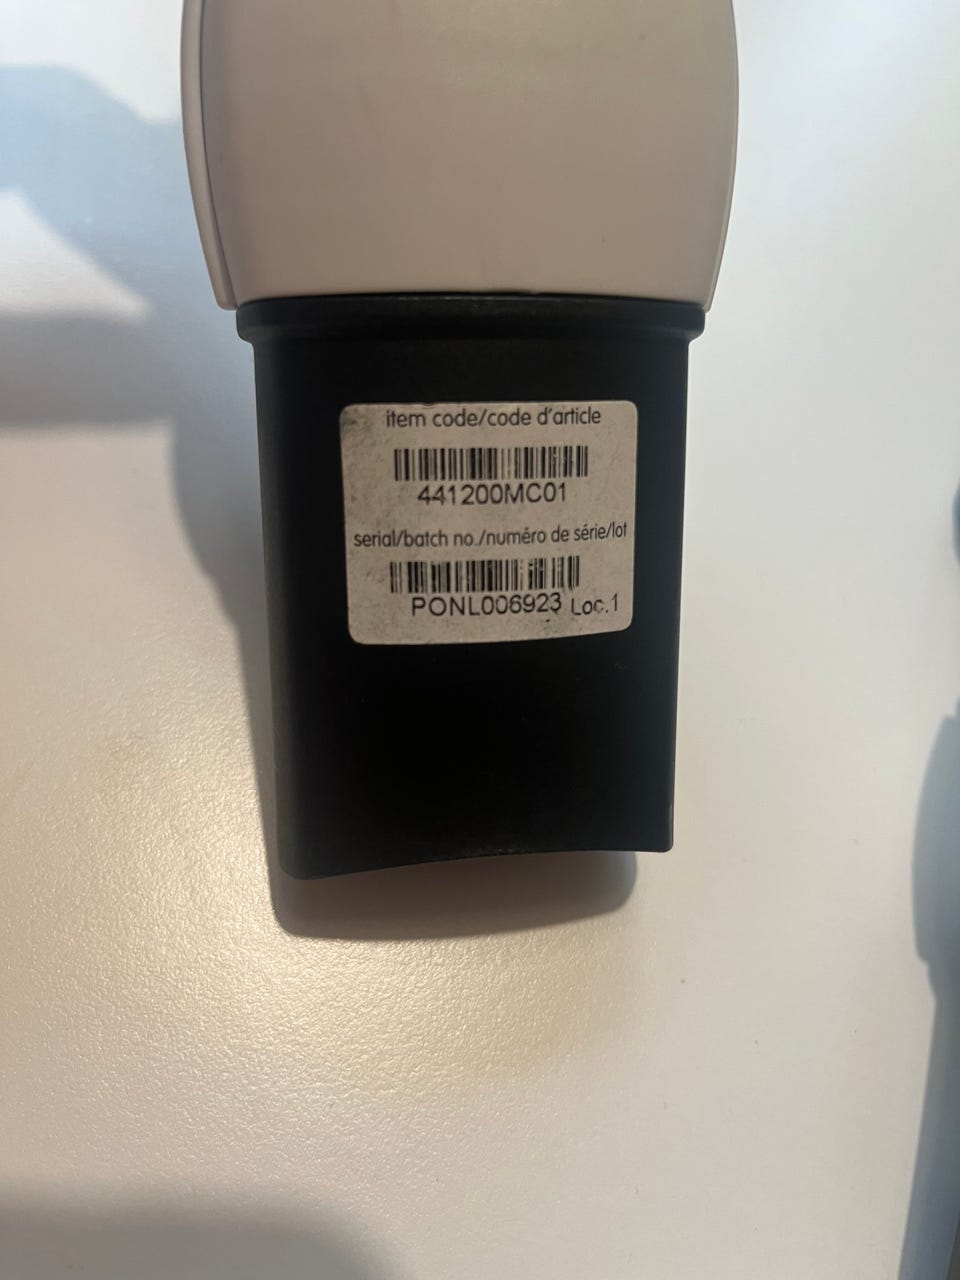 item code/code d'article
441200MC01
serial/batch no./numéro de série/lot
PONL006923 Loc.1